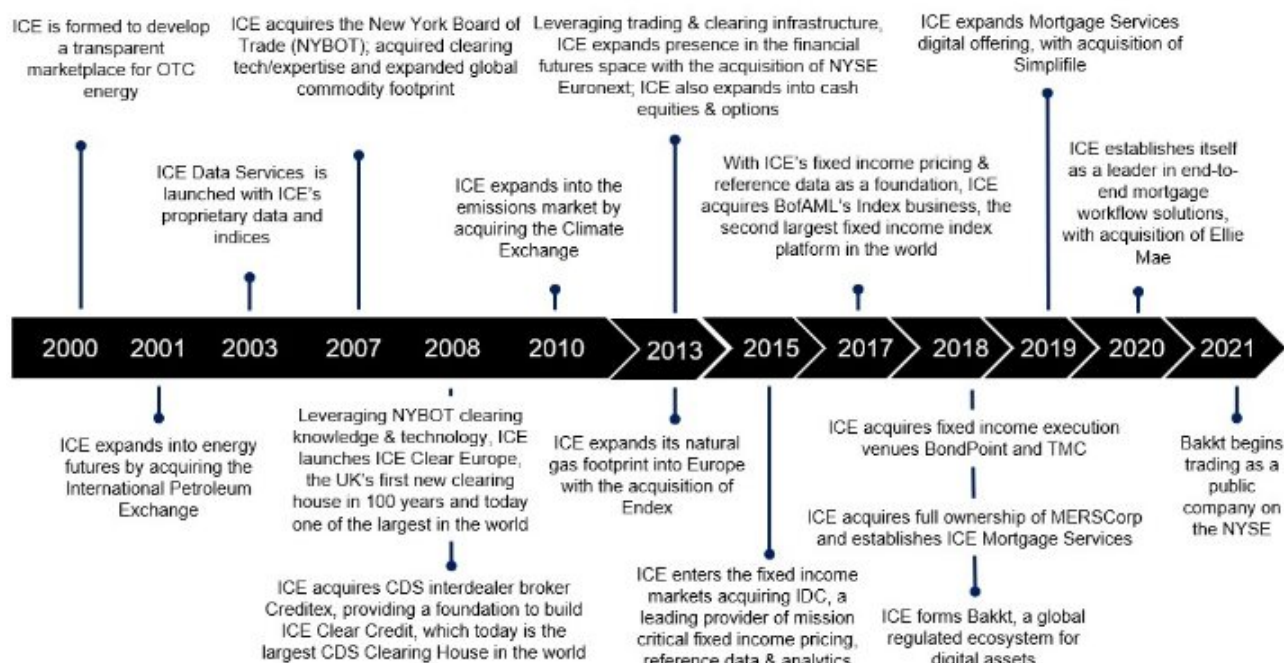 ICE is formed to develop
a transparent
marketplace for OTC
energy
ICE acquires the New York Board of
Trade (NYBOT); acquired clearing
tech/expertise and expanded global
commodity footprint
Leveraging trading & clearing infrastructure,
ICE expands presence in the financial
futures space with the acquisition of NYSE
Euronext; ICE also expands into cash
equities & options
ICE expands Mortgage Services
digital offering, with acquisition of
Simplifile
ICE Data Services is
launched with ICE's
proprietary data and
indices
ICE expands into the
emissions market by
acquiring the Climate
Exchange
With ICE's fixed income pricing &
reference data as a foundation, ICE
acquires BofAML's Index business, the
second largest fixed income index
platform in the world
ICE establishes itself
as a leader in end-to-
end mortgage
workflow solutions,
with acquisition of Ellie
Mae
2000 2001 2003 2007 2008 2010 2013 2015 2017 2018 2019 2020 2021
ICE expands into energy
futures by acquiring the
International Petroleum
Exchange
Leveraging NYBOT clearing
knowledge & technology, ICE
launches ICE Clear Europe,
the UK's first new clearing
house in 100 years and today
one of the largest in the world
ICE acquires CDS interdealer broker
Creditex, providing a foundation to build
ICE Clear Credit, which today is the
largest CDS Clearing House in the world
ICE expands its natural
gas footprint into Europe
with the acquisition of
Endex
ICE enters the fixed income
markets acquiring IDC, a
leading provider of mission
critical fixed income pricing,
reference data & analytics
ICE acquires fixed income execution
venues BondPoint and TMC
ICE acquires full ownership of MERSCorp
and establishes ICE Mortgage Services
ICE forms Bakkt, a global
regulated ecosystem for
digital assets
Bakkt begins
trading as a
public
company on
the NYSE